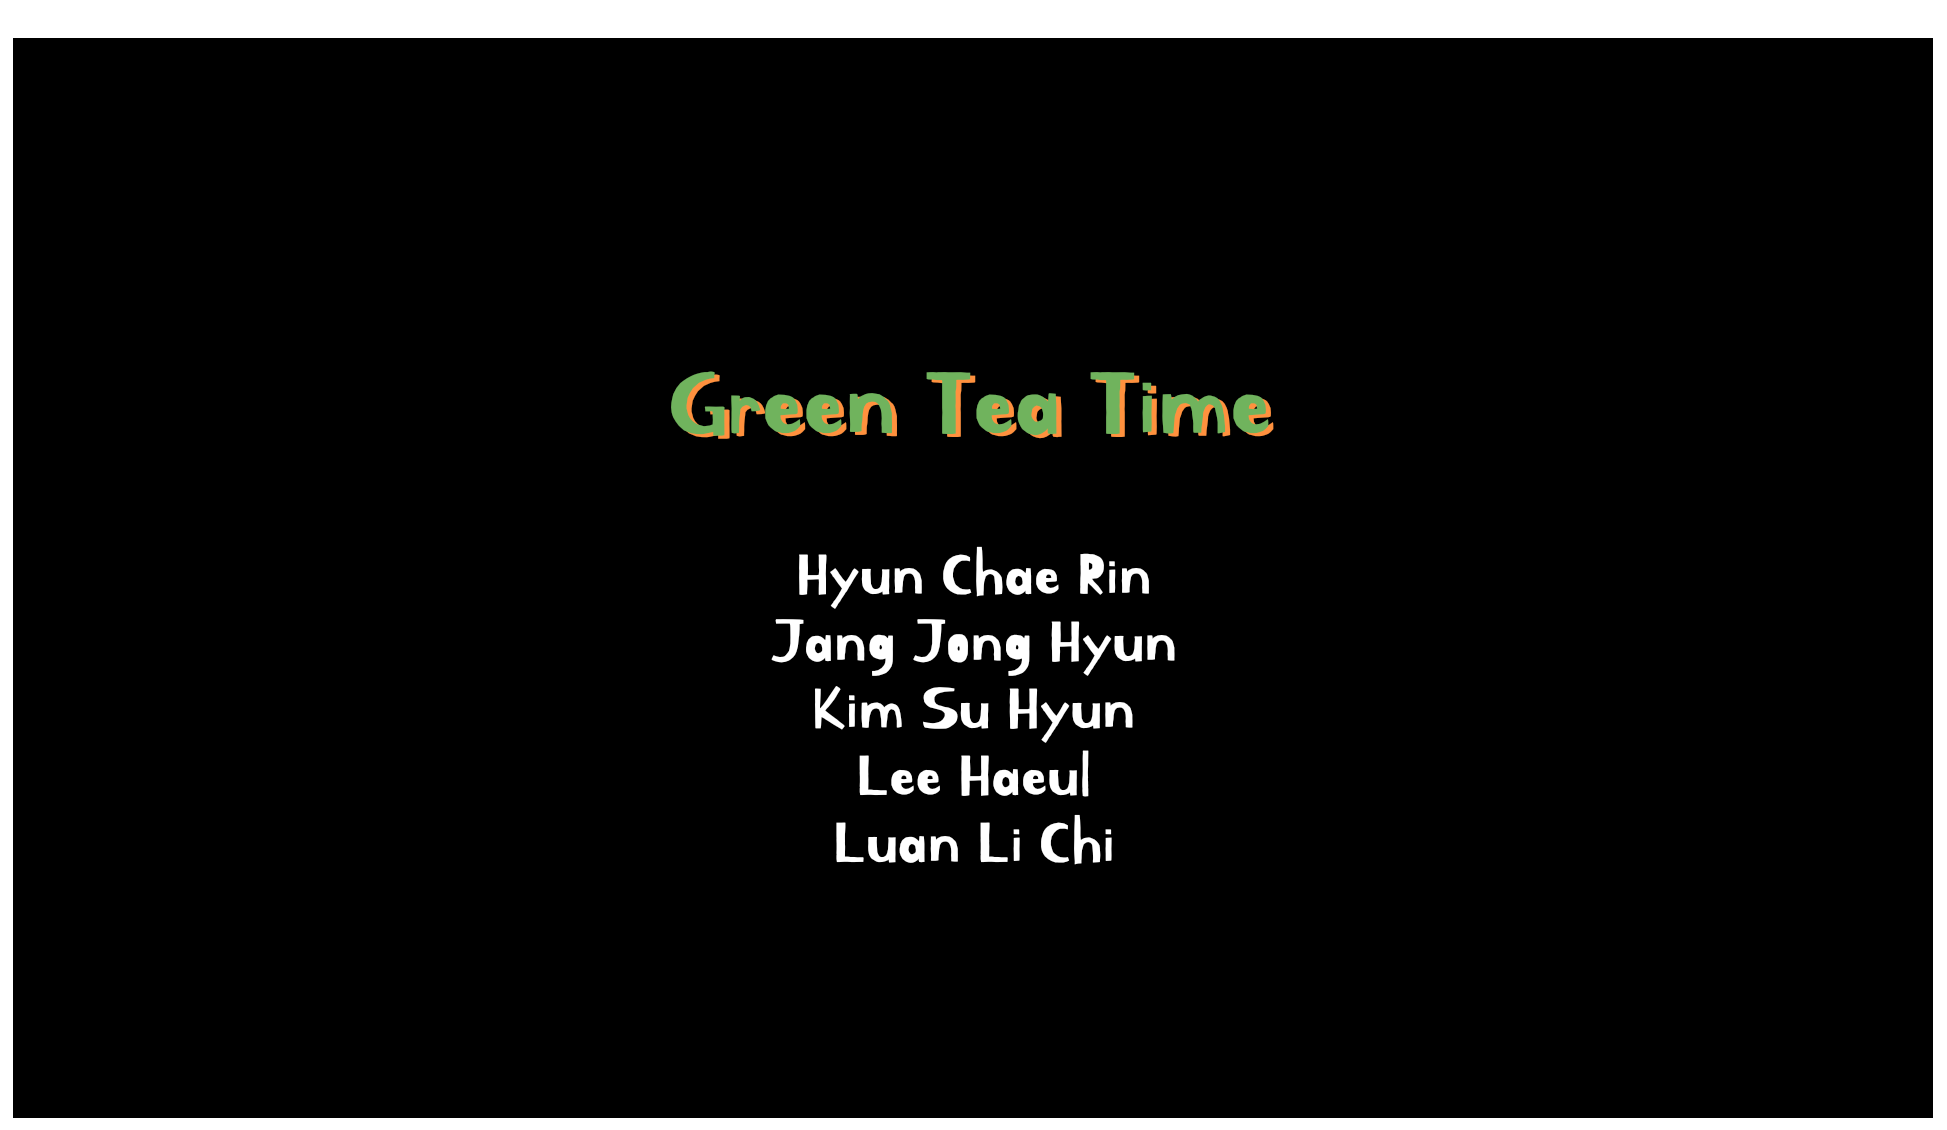 Green Tea Time
Hyun Chae Rin
Jang Jong Hyun
Kim Su Hyun
Lee Haeul
Luan Li Chi